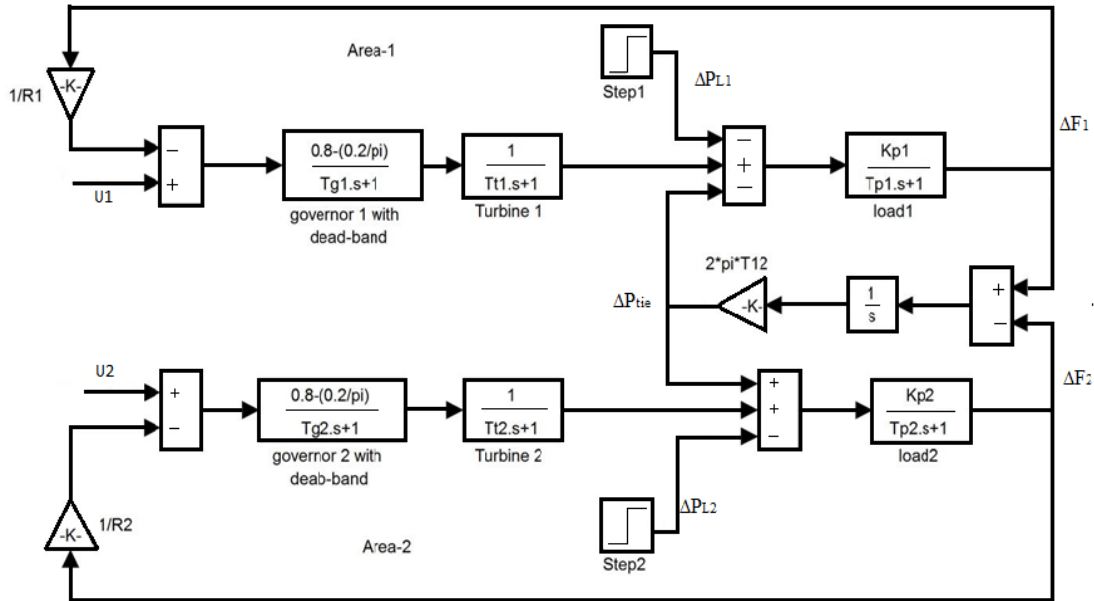 Area-1
-K-
1/R1
Step1
ΔPL1
ΔF1
U1
−
+
0.8-(0.2/pi)
Tg1.s+1
governor 1 with
dead-band
1
Tt1.s+1
Turbine 1
−
+
−
Kp1
Tp1.s+1
load1
2*pi*T12
-K-
ΔPtie
1
s
+
−
ΔF2
U2
+
−
0.8-(0.2/pi)
Tg2.s+1
governor 2 with
deab-band
1
Tt2.s+1
Turbine 2
+
+
−
Kp2
Tp2.s+1
load2
ΔPL2
-K-
1/R2
Area-2
Step2